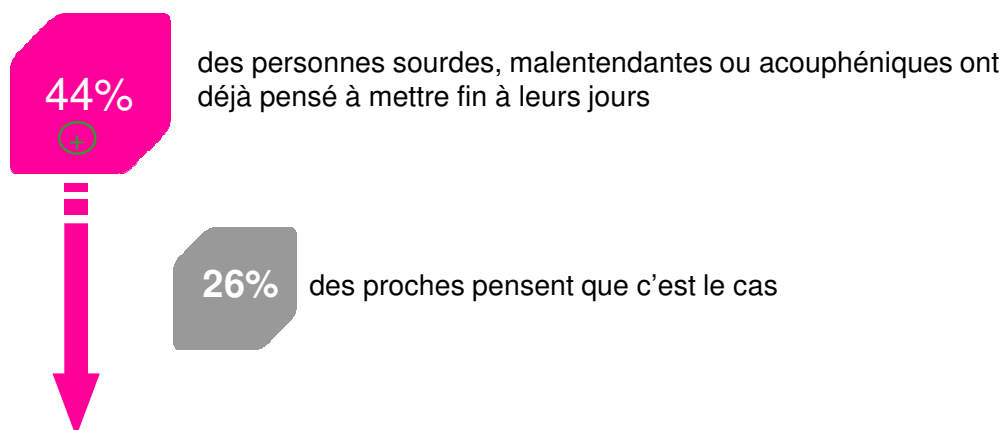 44%
+
des personnes sourdes, malentendantes ou acouphéniques ont
déjà pensé à mettre fin à leurs jours
26%
des proches pensent que c’est le cas